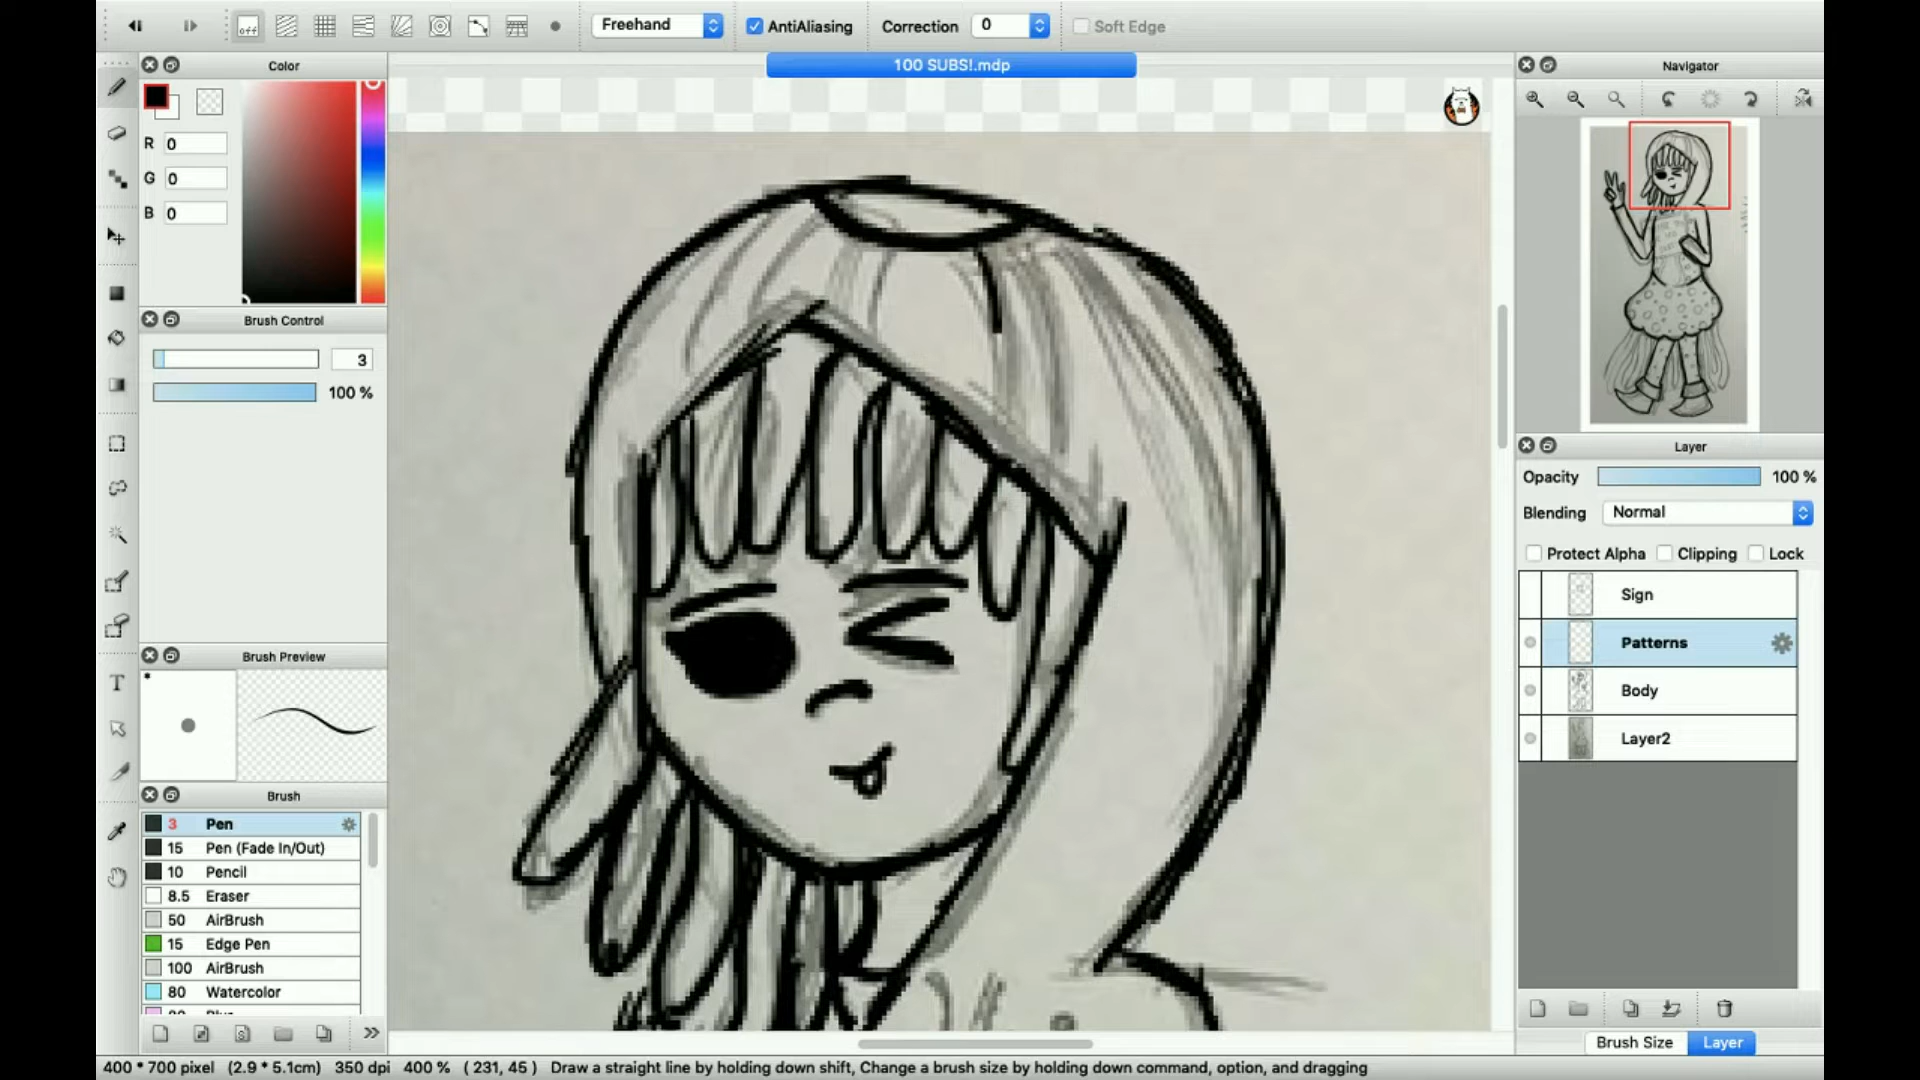 off
Freehand
AntiAliasing
Correction
0
Soft Edge
Color
100 SUBS!.mdp
Navigator
R
0
G
0
B
0
Brush Control
3
100 %
Layer
Opacity
100 %
Blending
Normal
Protect Alpha
Clipping
Lock
Sign
Patterns
Body
Layer2
T
Brush Preview
Brush
3 Pen
15 Pen (Fade In/Out)
10 Pencil
8.5 Eraser
50 AirBrush
15 Edge Pen
100 AirBrush
80 Watercolor
Brush Size
Layer
400 * 700 pixel (2.9 * 5.1cm) 350 dpi 400 % ( 231, 45 ) Draw a straight line by holding down shift, Change a brush size by holding down command, option, and dragging